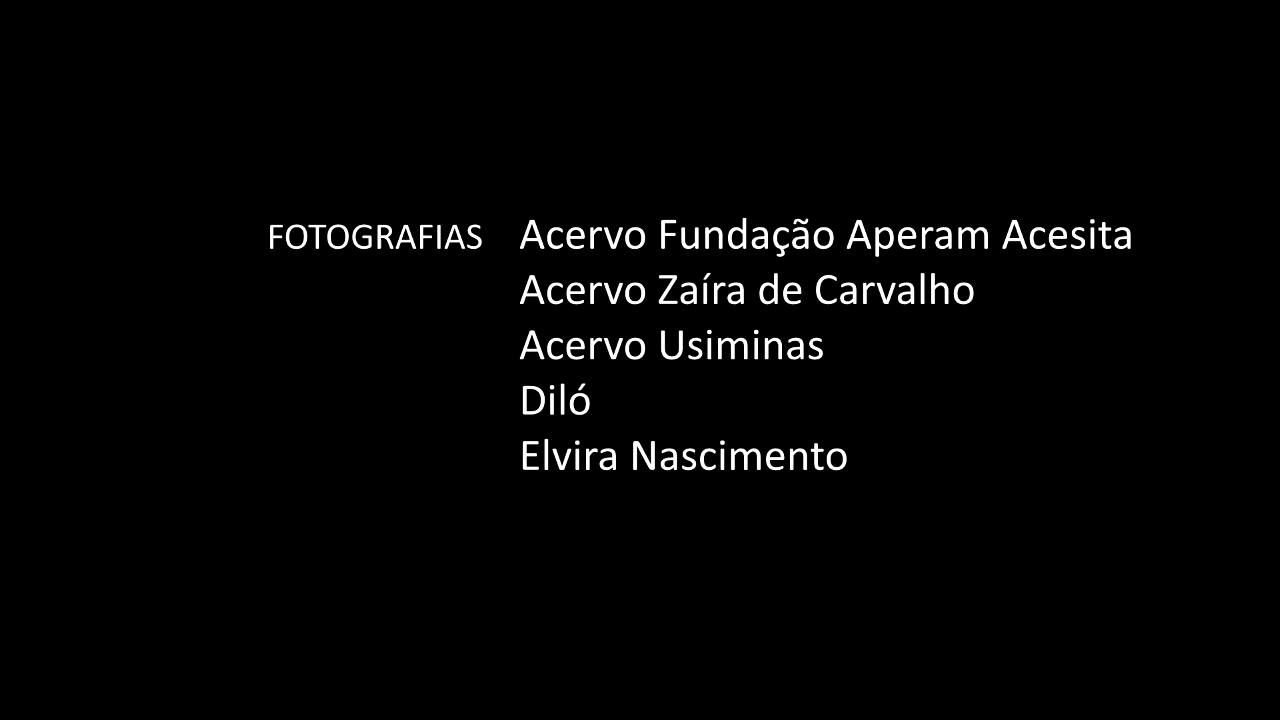 FOTOGRAFIAS Acervo Fundação Aperam Acesita
Acervo Zaíra de Carvalho
Acervo Usiminas
Diló
Elvira Nascimento